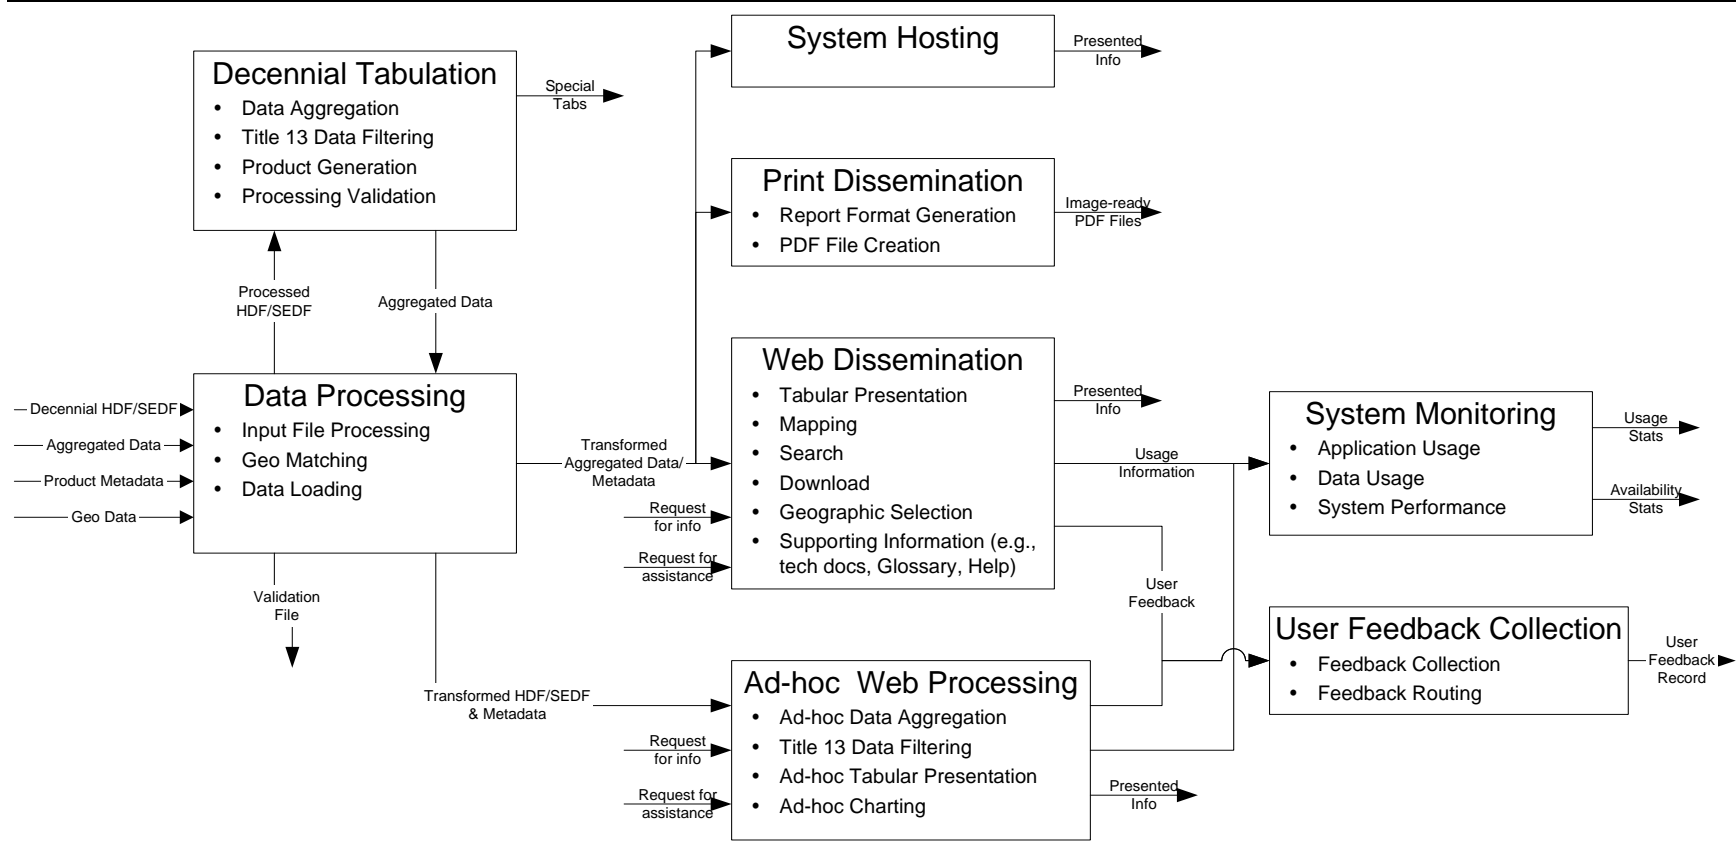 Decennial Tabulation
• Data Aggregation
• Title 13 Data Filtering
• Product Generation
• Processing Validation
Special
Tabs
Processed
HDF/SEDF
Aggregated Data
Decennial HDF/SEDF
Aggregated Data
Product Metadata
Geo Data
Data Processing
• Input File Processing
• Geo Matching
• Data Loading
Validation
File
Transformed
Aggregated Data/
Metadata
Transformed HDF/SEDF
& Metadata
System Hosting
Presented
Info
Print Dissemination
• Report Format Generation
• PDF File Creation
Image-ready
PDF Files
Request
for info
Request for
assistance
Web Dissemination
• Tabular Presentation
• Mapping
• Search
• Download
• Geographic Selection
• Supporting Information (e.g.,
tech docs, Glossary, Help)
Presented
Info
Usage
Information
User
Feedback
Request
for info
Request for
assistance
Ad-hoc Web Processing
• Ad-hoc Data Aggregation
• Title 13 Data Filtering
• Ad-hoc Tabular Presentation
• Ad-hoc Charting
Presented
Info
System Monitoring
• Application Usage
• Data Usage
• System Performance
Usage
Stats
Availability
Stats
User Feedback Collection
• Feedback Collection
• Feedback Routing
User
Feedback
Record